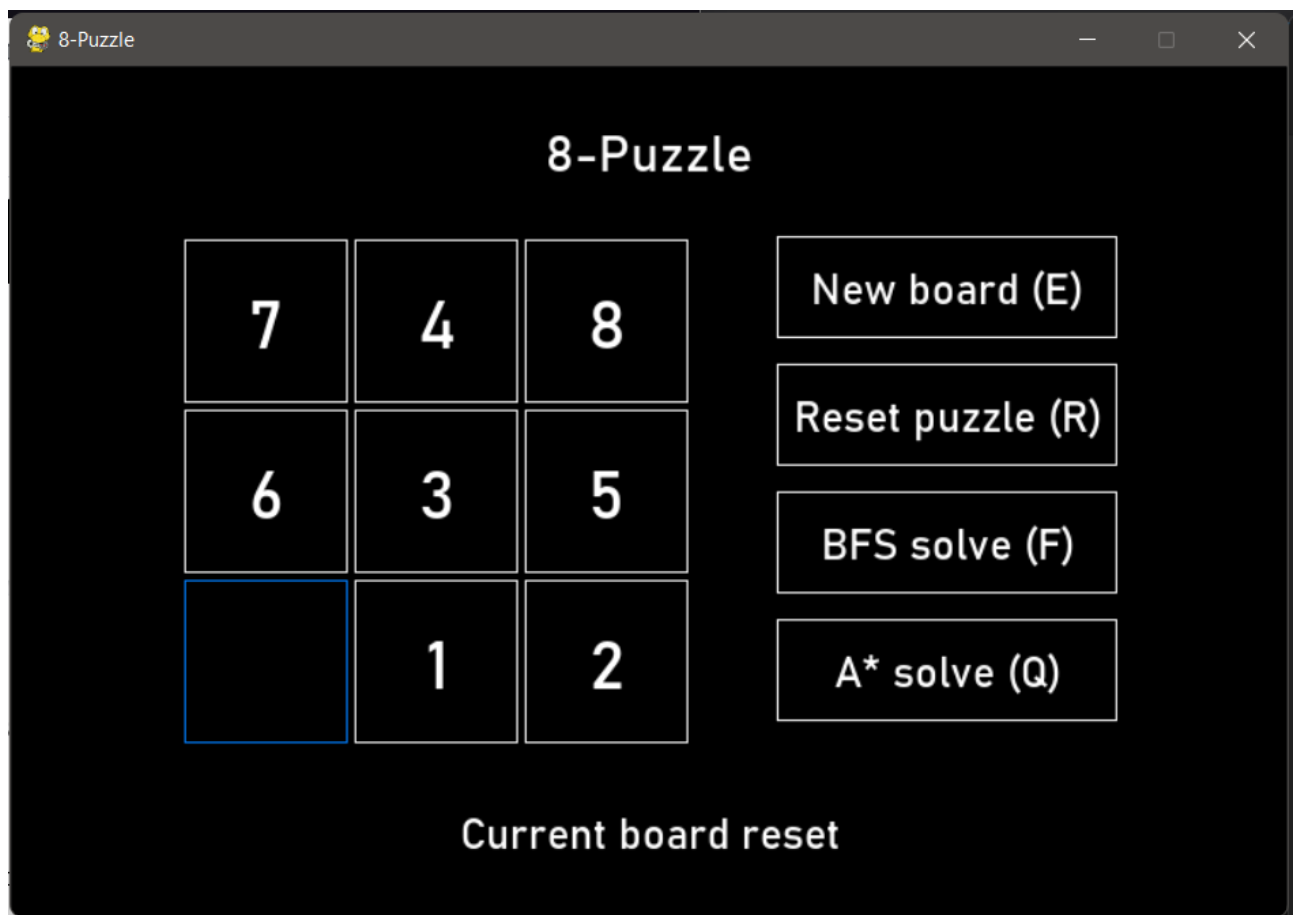 8-Puzzle
8-Puzzle
7 4 8
6 3 5
1 2
New board (E)
Reset puzzle (R)
BFS solve (F)
A* solve (Q)
Current board reset